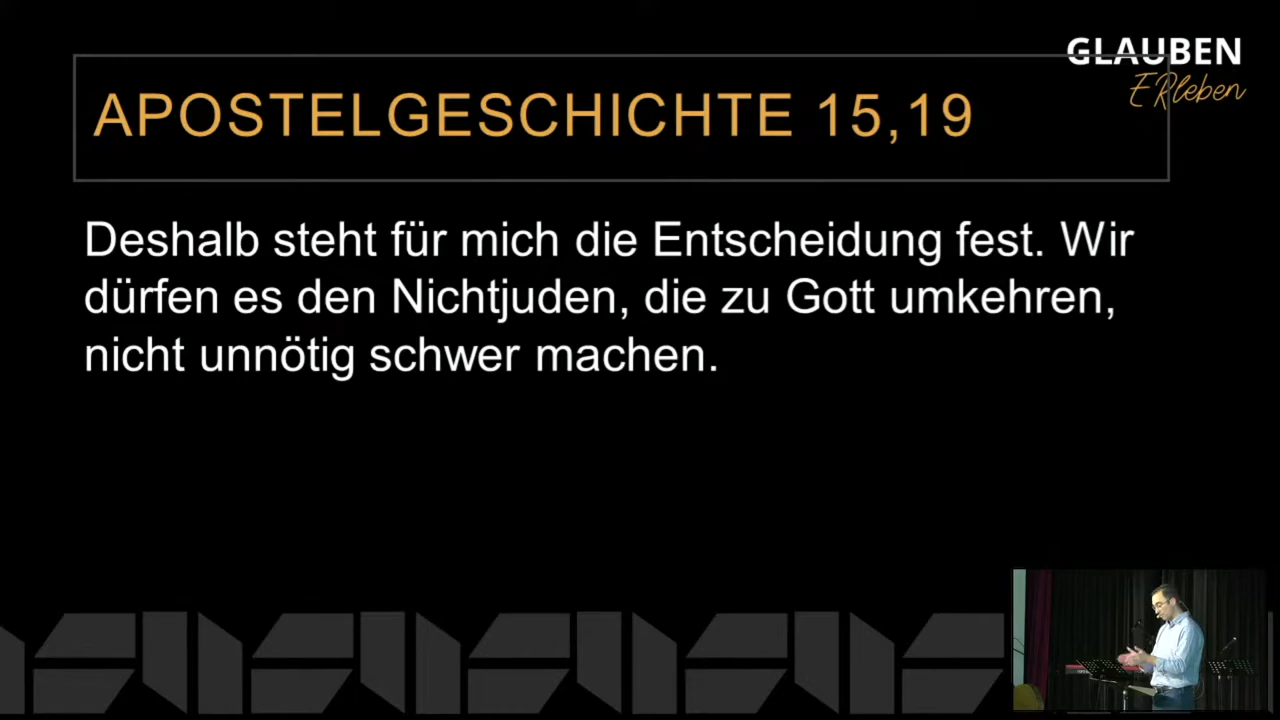 GLAUBEN
ERleben
APOSTELGESCHICHTE 15,19
Deshalb steht für mich die Entscheidung fest. Wir
dürfen es den Nichtjuden, die zu Gott umkehren,
nicht unnötig schwer machen.